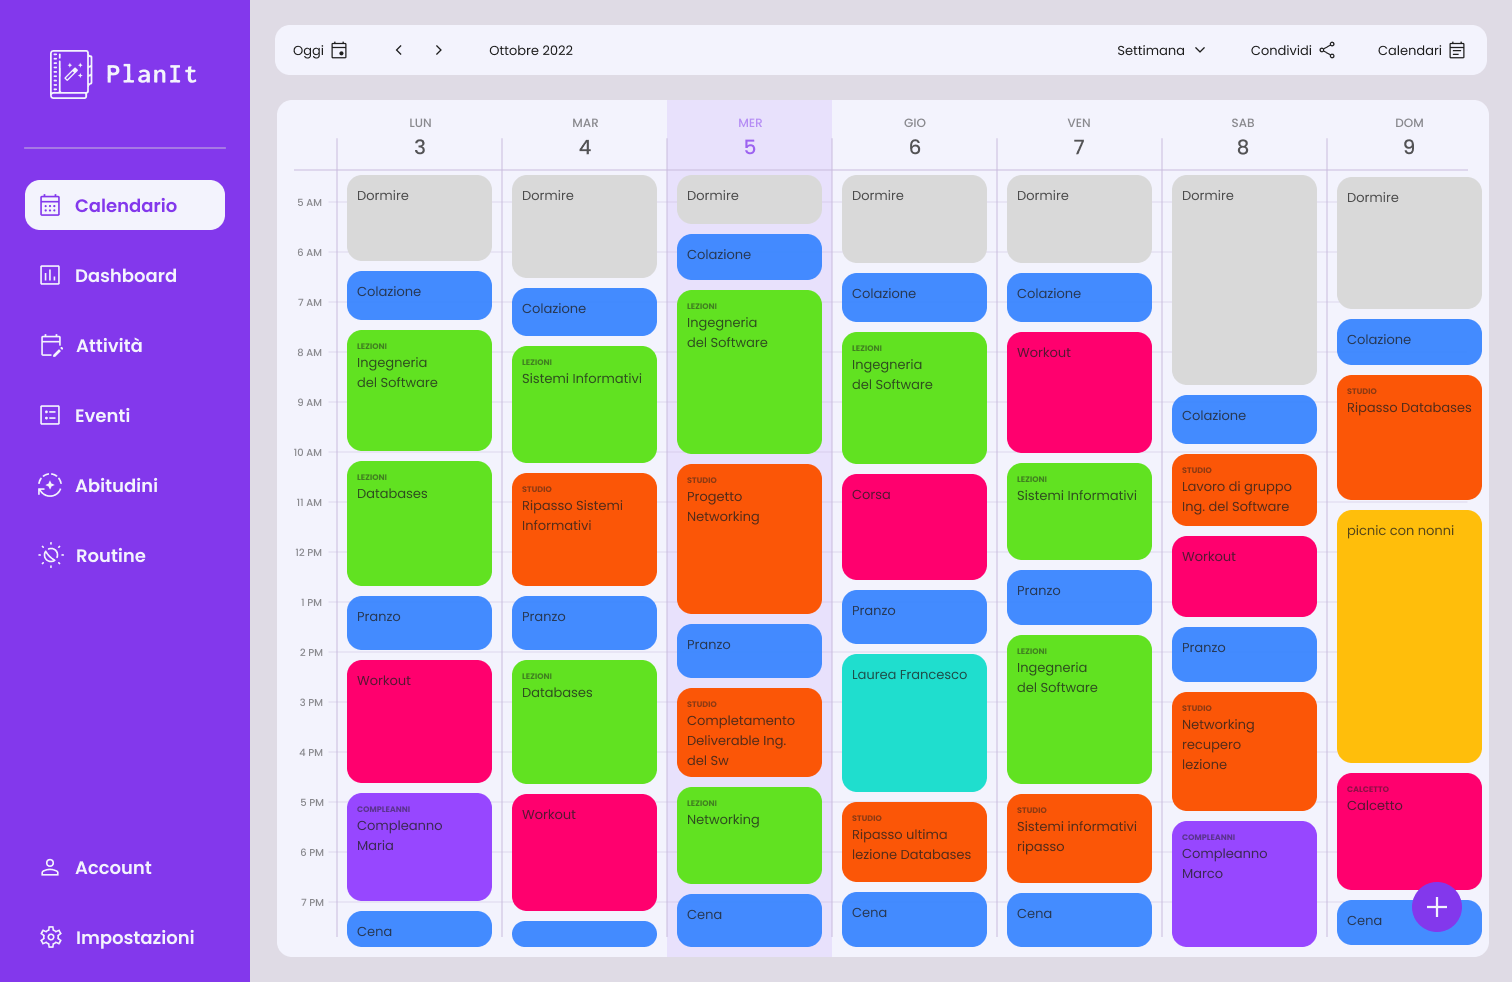 PlanIt
Calendario
Dashboard
Attività
Eventi
Abitudini
Routine
Account
Impostazioni
Oggi
Ottobre 2022
Settimana
Condividi
Calendari
LUN
3
MAR
4
MER
5
GIO
6
VEN
7
SAB
8
DOM
9
5 AM
6 AM
7 AM
8 AM
9 AM
10 AM
11 AM
12 PM
1 PM
2 PM
3 PM
4 PM
5 PM
6 PM
7 PM
Dormire
Colazione
LEZIONI
Ingegneria
del Software
LEZIONI
Databases
Pranzo
Workout
COMPLEANNI
Compleanno
Maria
Cena
Dormire
Colazione
LEZIONI
Sistemi Informativi
STUDIO
Ripasso Sistemi
Informativi
Pranzo
LEZIONI
Databases
Workout
Dormire
Colazione
LEZIONI
Ingegneria
del Software
STUDIO
Progetto
Networking
Pranzo
STUDIO
Completamento
Deliverable Ing.
del Sw
LEZIONI
Networking
Cena
Dormire
Colazione
LEZIONI
Ingegneria
del Software
Corsa
Pranzo
Laurea Francesco
STUDIO
Ripasso ultima
lezione Databases
Cena
Dormire
Colazione
Workout
LEZIONI
Sistemi Informativi
Pranzo
LEZIONI
Ingegneria
del Software
STUDIO
Sistemi informativi
ripasso
Cena
Dormire
Colazione
STUDIO
Lavoro di gruppo
Ing. del Software
Workout
Pranzo
STUDIO
Networking
recupero
lezione
COMPLEANNI
Compleanno
Marco
Dormire
Colazione
STUDIO
Ripasso Databases
picnic con nonni
CALCETTO
Calcetto
Cena